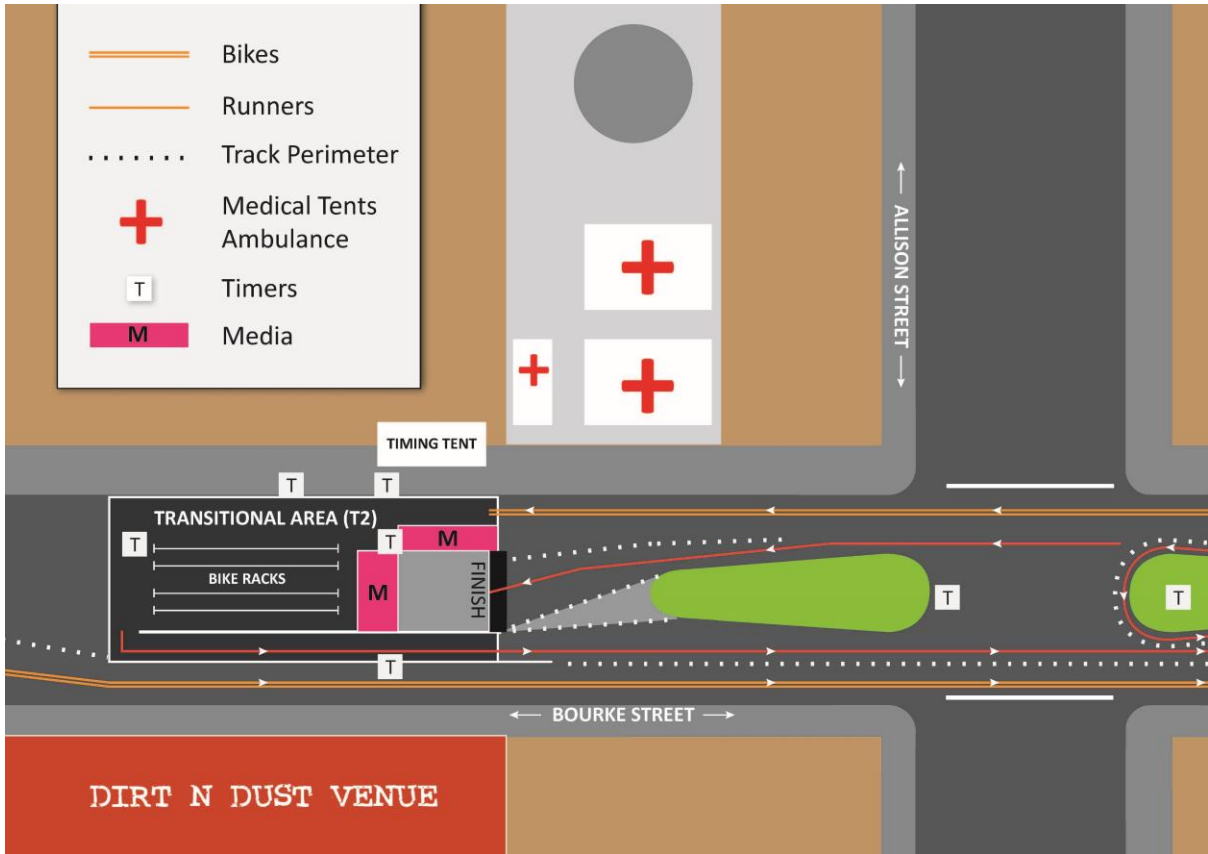 Bikes
Runners
Track Perimeter
Medical Tents
Ambulance
T
Timers
M
Media
ALLISON STREET
TIMING TENT
T
T
TRANSITIONAL AREA (T2)
T
T
M
BIKE RACKS
M
FINISH
T
T
T
BOURKE STREET
DIRT N DUST VENUE